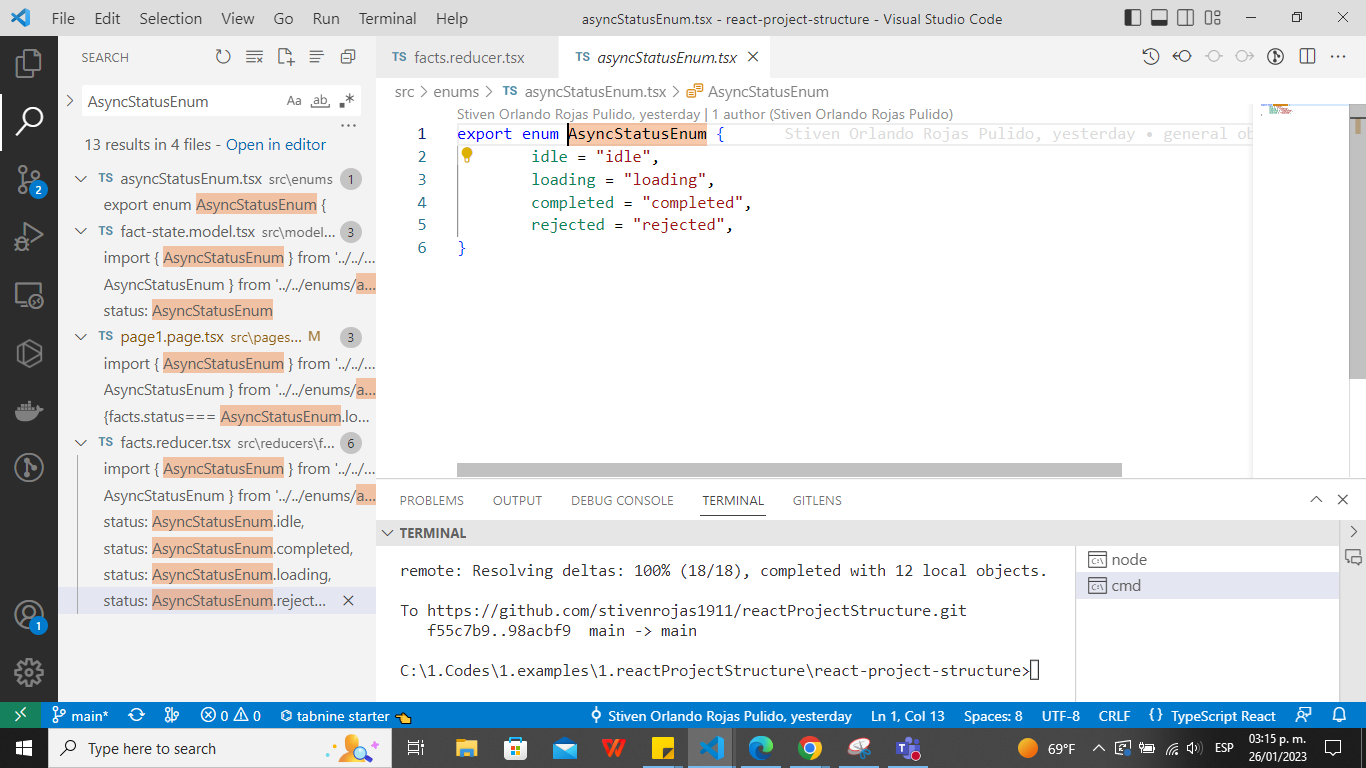 File Edit Selection View Go Run Terminal Help asyncStatusEnum.tsx - react-project-structure - Visual Studio Code
SEARCH
AsyncStatusEnum
Aa ab .*
13 results in 4 files - Open in editor
TS asyncStatusEnum.tsx src\enums 1
export enum AsyncStatusEnum {
TS fact-state.model.tsx src\model... 3
import { AsyncStatusEnum } from '../../...
AsyncStatusEnum } from '../../enums/a...
status: AsyncStatusEnum
TS page1.page.tsx src\pages... M 3
import { AsyncStatusEnum } from '../../...
AsyncStatusEnum } from '../../enums/a...
{facts.status=== AsyncStatusEnum.lo...
TS facts.reducer.tsx src\reducers\f... 6
import { AsyncStatusEnum } from '../../...
AsyncStatusEnum } from '../../enums/a...
status: AsyncStatusEnum.idle,
status: AsyncStatusEnum.completed,
status: AsyncStatusEnum.loading,
status: AsyncStatusEnum.reject...
2
1
TS facts.reducer.tsx TS asyncStatusEnum.tsx
src > enums > TS asyncStatusEnum.tsx > AsyncStatusEnum
Stiven Orlando Rojas Pulido, yesterday | 1 author (Stiven Orlando Rojas Pulido)
1 export enum AsyncStatusEnum { Stiven Orlando Rojas Pulido, yesterday • general ob
2 idle = "idle",
3 loading = "loading",
4 completed = "completed",
5 rejected = "rejected",
6 }
PROBLEMS OUTPUT DEBUG CONSOLE TERMINAL GITLENS
TERMINAL
remote: Resolving deltas: 100% (18/18), completed with 12 local objects.
To https://github.com/stivenrojas1911/reactProjectStructure.git
f55c7b9..98acbf9 main -> main
C:\1.Codes\1.examples\1.reactProjectStructure\react-project-structure>
node
cmd
main* 0 0 tabnine starter Stiven Orlando Rojas Pulido, yesterday Ln 1, Col 13 Spaces: 8 UTF-8 CRLF {} TypeScript React
Type here to search 69°F ESP 03:15 p. m.
26/01/2023